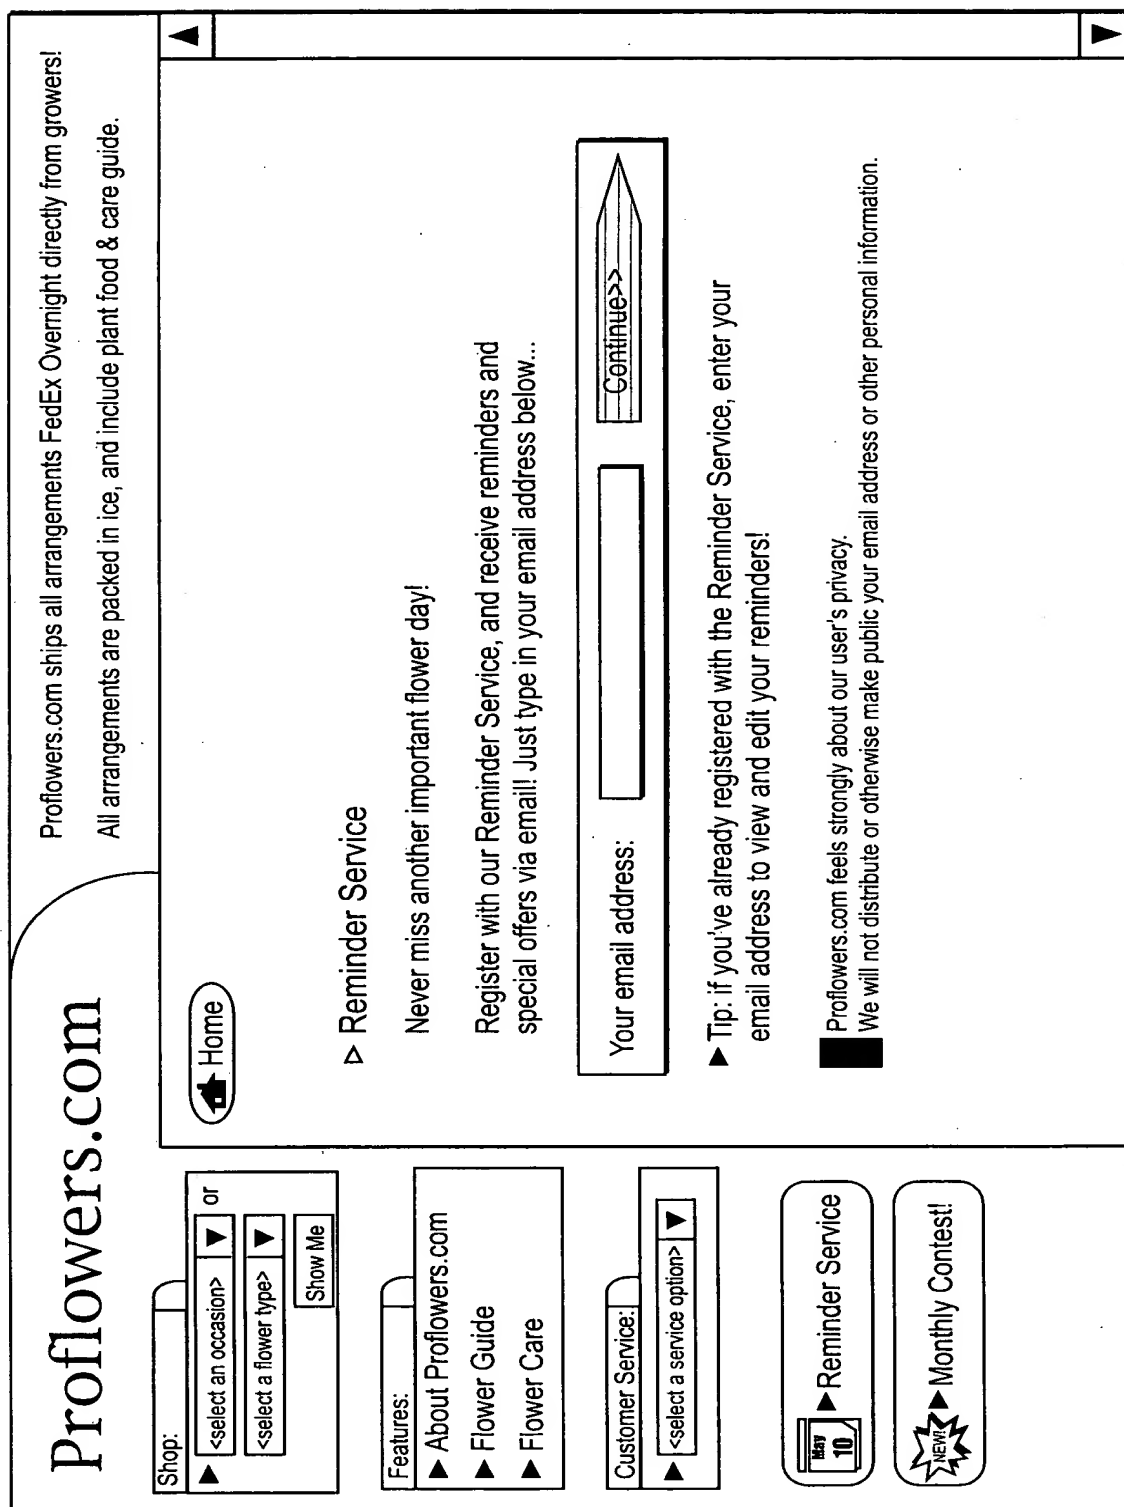 Proflowers.com
Proflowers.com ships all arrangements FedEx Overnight directly from growers!
All arrangements are packed in ice, and include plant food & care guide.
Shop:
<select an occasion> or
<select a flower type>
Show Me
Features:
About Proflowers.com
Flower Guide
Flower Care
Customer Service:
<select a service option>
May
10
Reminder Service
NEW!
Monthly Contest!
Home
Reminder Service
Never miss another important flower day!
Register with our Reminder Service, and receive reminders and
special offers via email! Just type in your email address below...
Your email address:
Continue>>
Tip: if you've already registered with the Reminder Service, enter your
email address to view and edit your reminders!
Proflowers.com feels strongly about our user's privacy.
We will not distribute or otherwise make public your email address or other personal information.